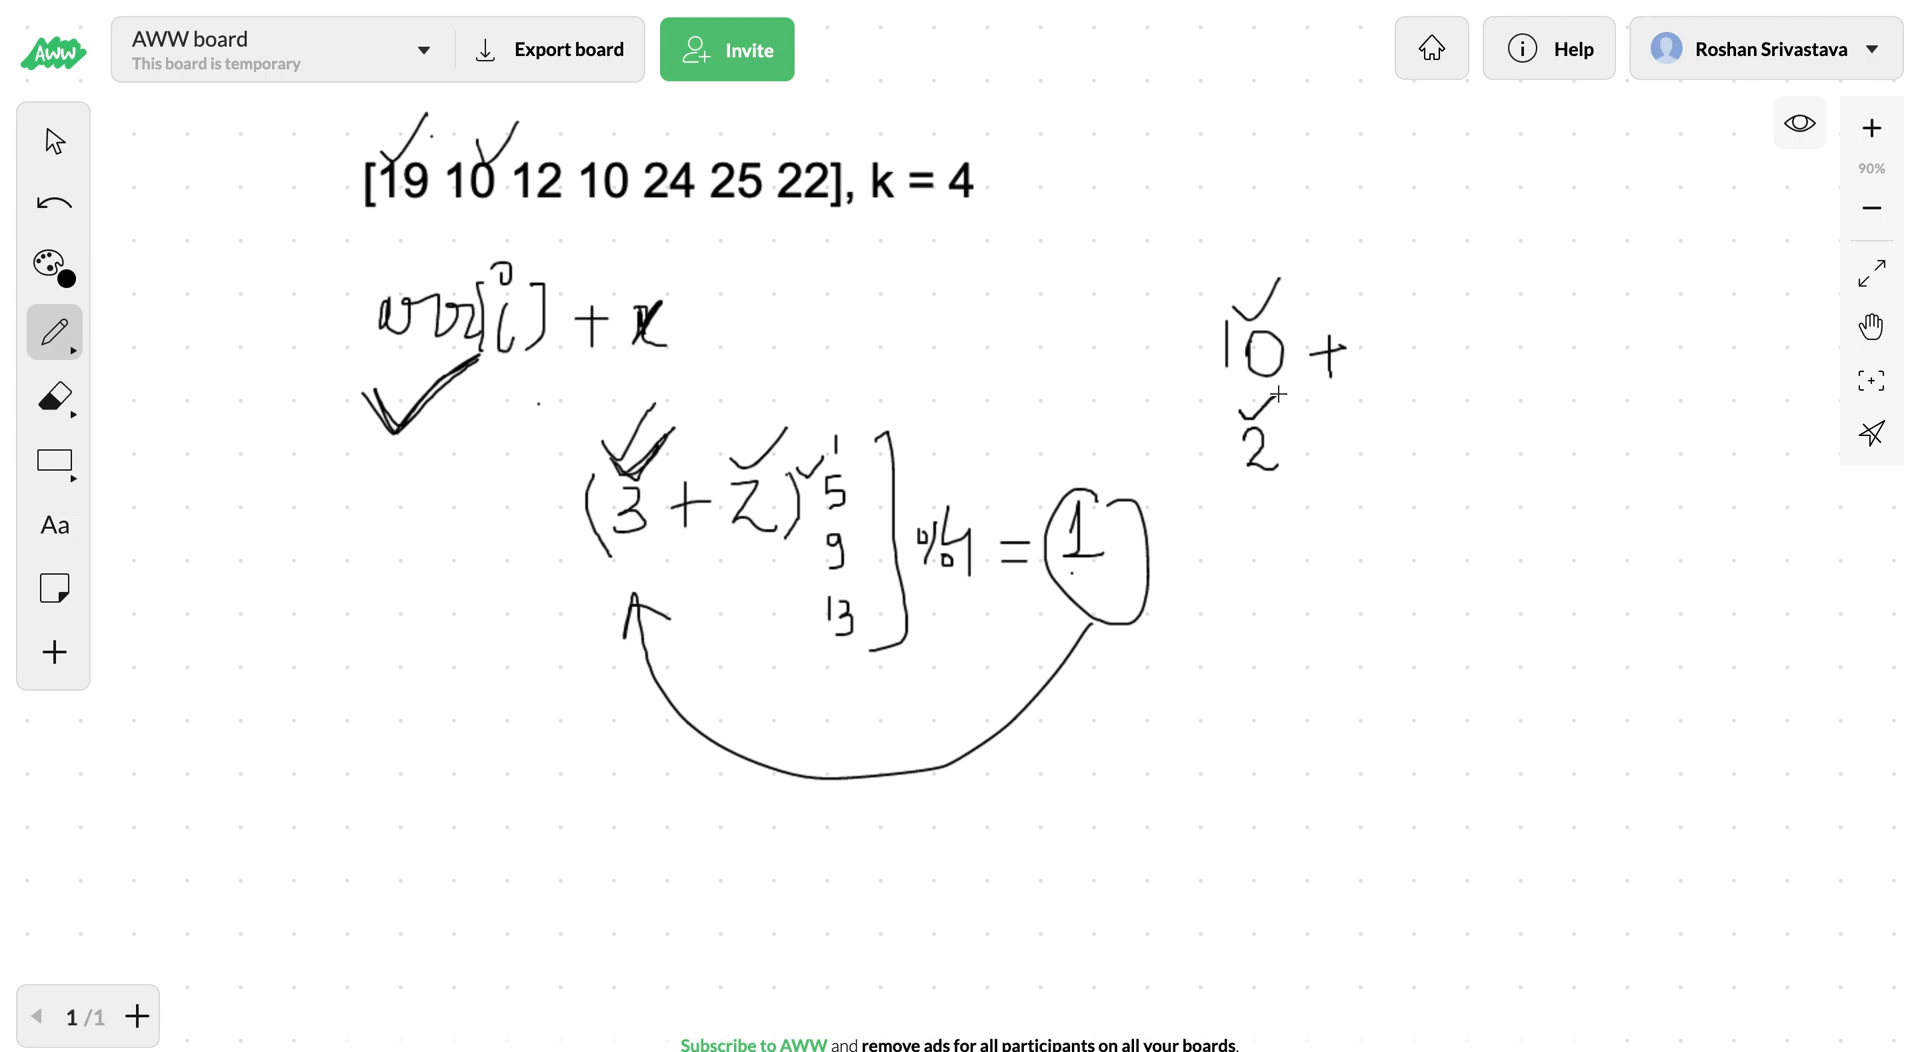 AWW
AWW board
This board is temporary
Export board
Invite
Help
Roshan Srivastava
[19 10 12 10 24 25 22], k = 4
90%
arr[i] + x
10 +
2
(3 + 2) 1
5
9
13
%4 = 1
Aa
1 /1
Subscribe to AWW and remove ads for all participants on all your boards.